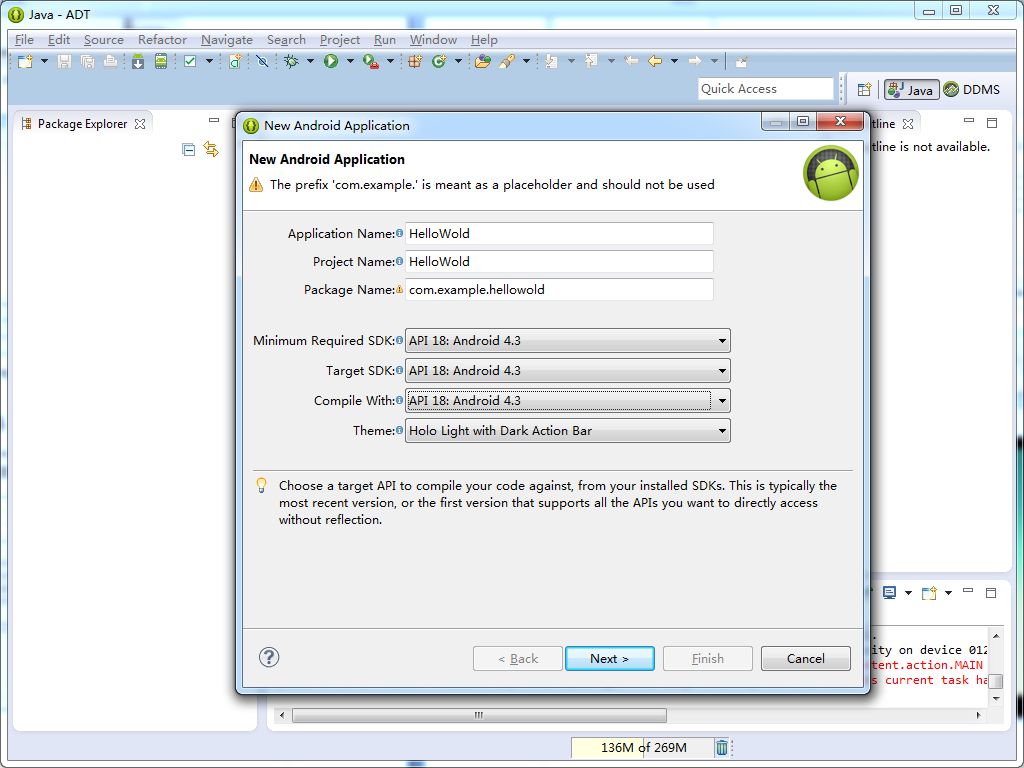 Java - ADT
File Edit Source Refactor Navigate Search Project Run Window Help
Quick Access
Java
DDMS
Package Explorer
tline
tline is not available.
New Android Application
New Android Application
The prefix 'com.example.' is meant as a placeholder and should not be used
Application Name: HelloWold
Project Name: HelloWold
Package Name: com.example.hellowold
Minimum Required SDK: API 18: Android 4.3
Target SDK: API 18: Android 4.3
Compile With: API 18: Android 4.3
Theme: Holo Light with Dark Action Bar
Choose a target API to compile your code against, from your installed SDKs. This is typically the
most recent version, or the first version that supports all the APIs you want to directly access
without reflection.
< Back
Next >
Finish
Cancel
ity on device 012
tent.action.MAIN
s current task ha
136M of 269M